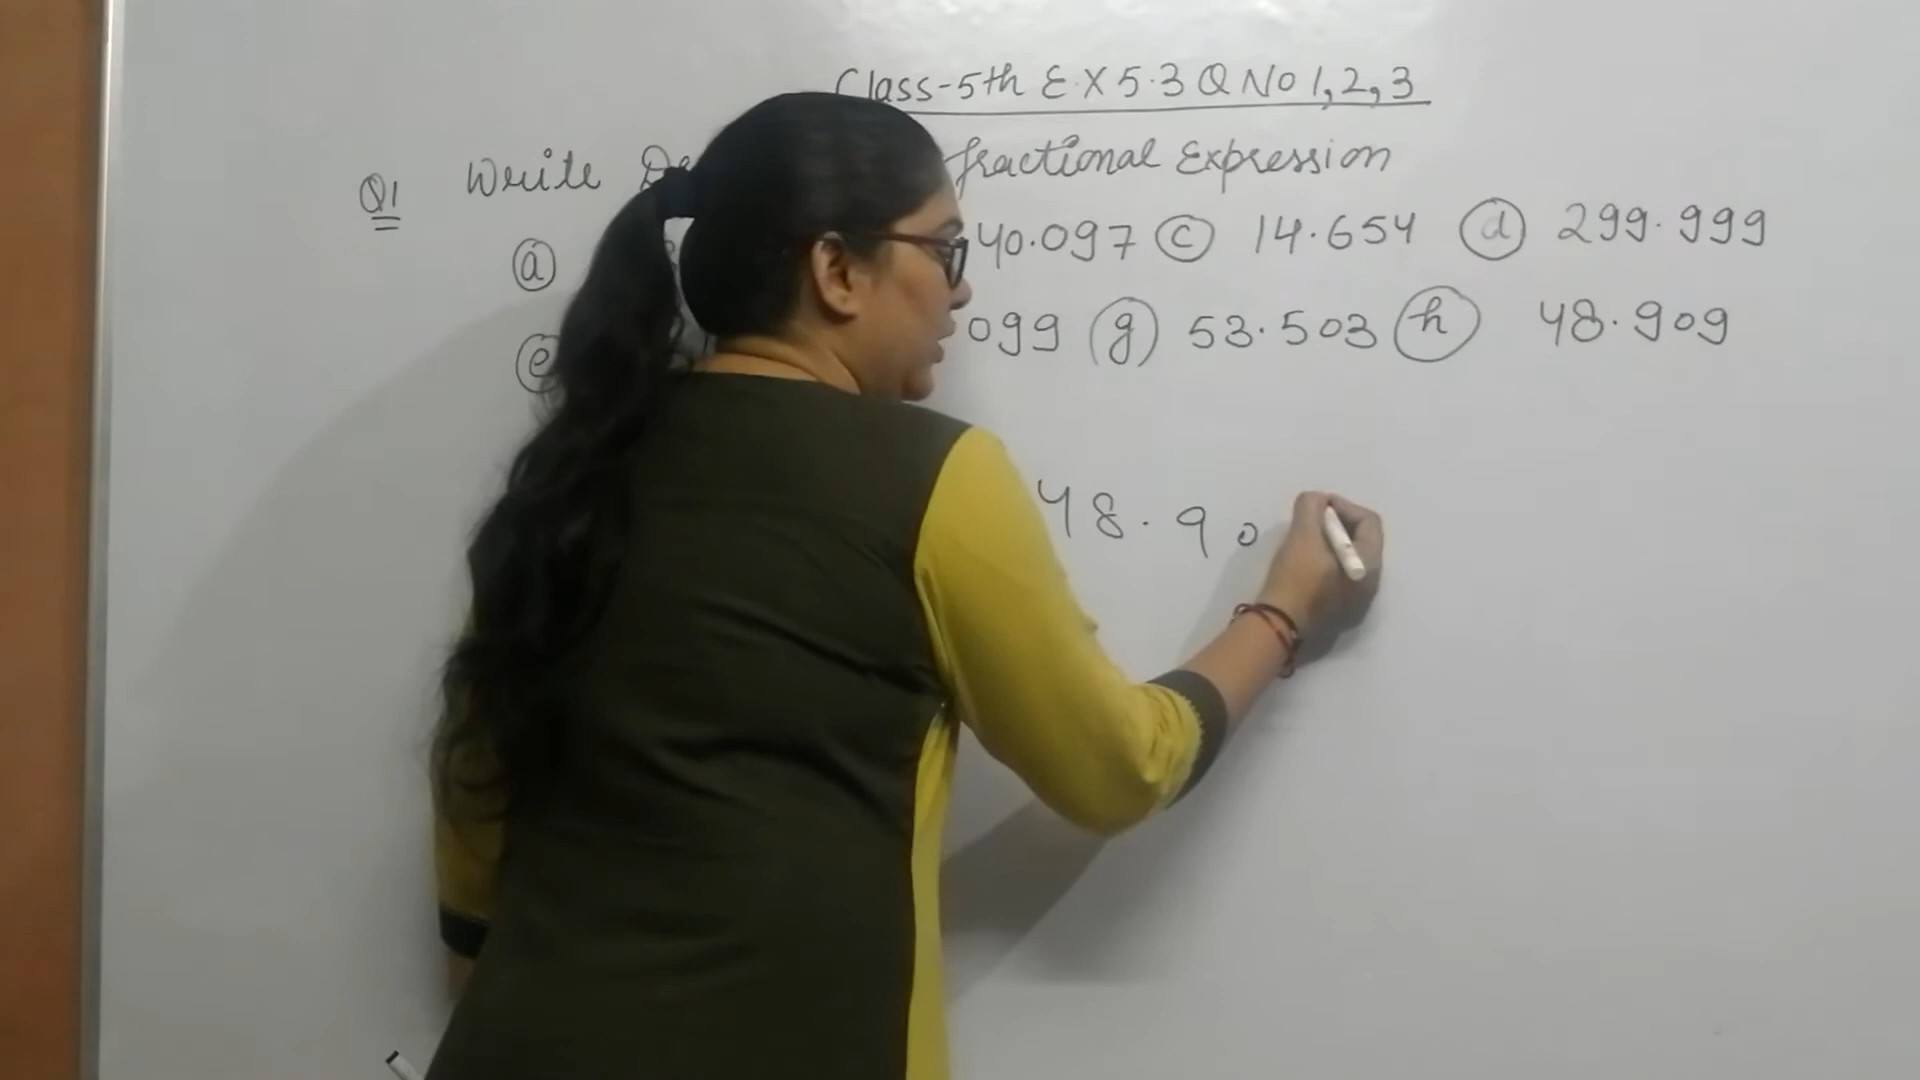 Class-5th E.X 5.3 Q NO 1,2,3
Q1 Write fractional Expression
(a) 40.097 (c) 14.654 (d) 299.999
(e) 099 (g) 53.503 (h) 48.909
48.90